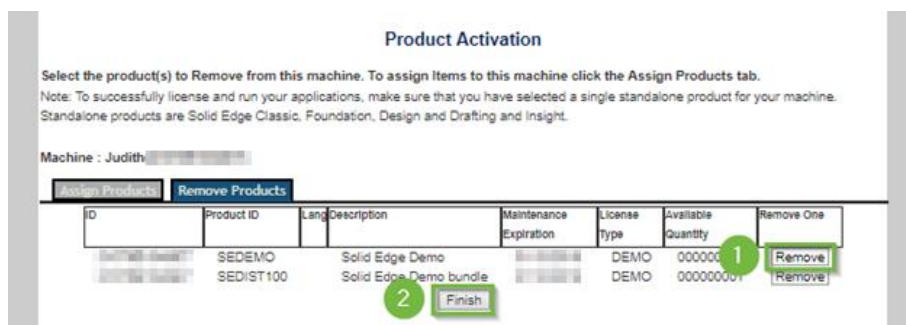 Product Activation
Select the product(s) to Remove from this machine. To assign Items to this machine click the Assign Products tab.
Note: To successfully license and run your applications, make sure that you have selected a single standalone product for your machine.
Standalone products are Solid Edge Classic, Foundation, Design and Drafting and Insight.
Machine : Judith
Assign Products Remove Products
ID Product ID Lang Description Maintenance Expiration License Type Available Quantity Remove One
SEDEMO Solid Edge Demo DEMO 1 Remove
SEDIST100 Solid Edge Demo bundle DEMO 000000001 Remove
2 Finish